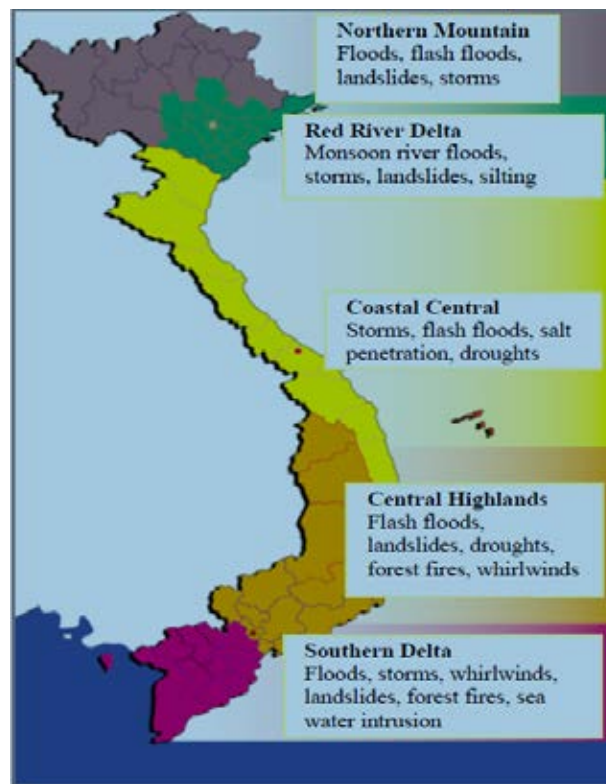 Northern Mountain
Floods, flash floods,
landslides, storms
Red River Delta
Monsoon river floods,
storms, landslides, silting
Coastal Central
Storms, flash floods, salt
penetration, droughts
Central Highlands
Flash floods,
landslides, droughts,
forest fires, whirlwinds
Southern Delta
Floods, storms, whirlwinds,
landslides, forest fires, sea
water intrusion